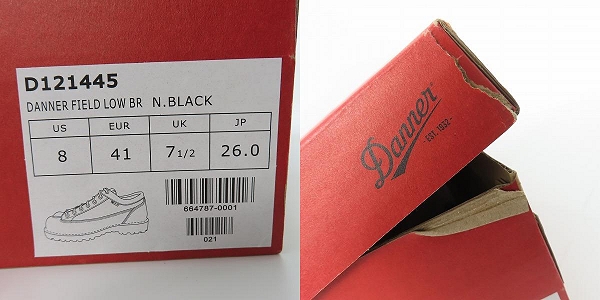 D121445
DANNER FIELD LOW BR N.BLACK
US EUR UK JP
8 41 7 1/2 26.0
664787-0001
021
Danner
-EST. 1932-